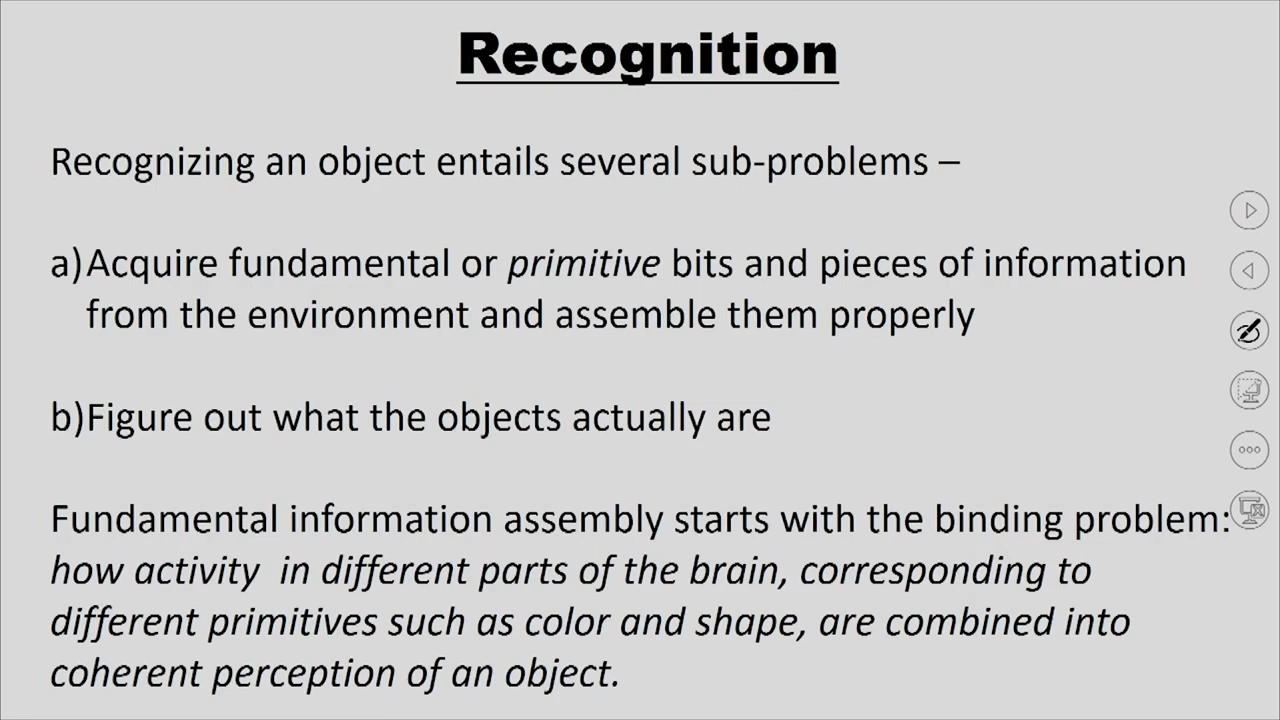 Recognition
Recognizing an object entails several sub-problems –
a)Acquire fundamental or primitive bits and pieces of information
from the environment and assemble them properly
b)Figure out what the objects actually are
Fundamental information assembly starts with the binding problem:
how activity  in different parts of the brain, corresponding to
different primitives such as color and shape, are combined into
coherent perception of an object.